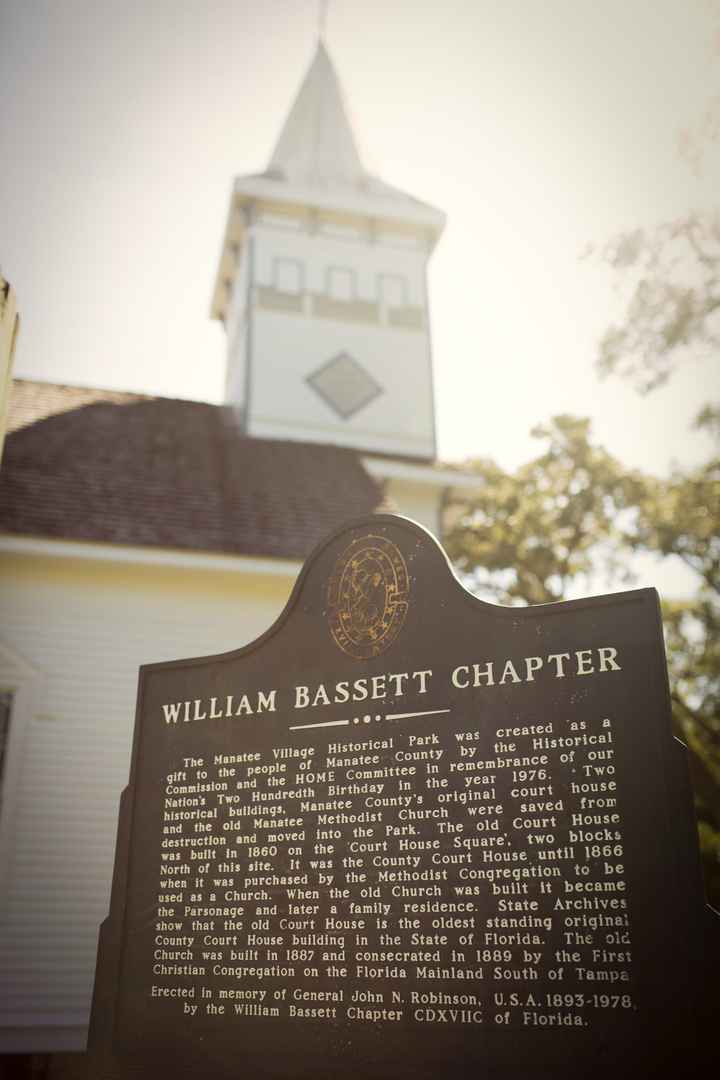 WILLIAM BASSETT CHAPTER
The Manatee Village Historical Park was created as a
gift to the people of Manatee County by the Historical
Commission and the HOME Committee in remembrance of our
Nation's Two Hundredth Birthday in the year 1976. Two
historical buildings, Manatee County's original court house
and the old Manatee Methodist Church were saved from
destruction and moved into the Park. The old Court House
was built in 1860 on the 'Court House Square', two blocks
North of this site. It was the County Court House until 1866
when it was purchased by the Methodist Congregation to be
used as a Church. When the old Church was built it became
the Parsonage and later a family residence. State Archives
show that the old Court House is the oldest standing original
County Court House building in the State of Florida. The old
Church was built in 1887 and consecrated in 1889 by the First
Christian Congregation on the Florida Mainland South of Tampa
Erected in memory of General John N. Robinson, U.S.A. 1893-1978,
by the William Bassett Chapter CDXVIIC of Florida.